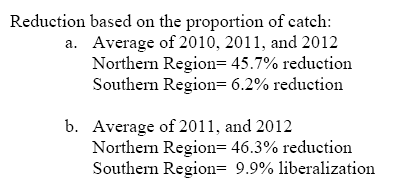 Reduction based on the proportion of catch:
a. Average of 2010, 2011, and 2012
Northern Region= 45.7% reduction
Southern Region= 6.2% reduction
b. Average of 2011, and 2012
Northern Region= 46.3% reduction
Southern Region= 9.9% liberalization